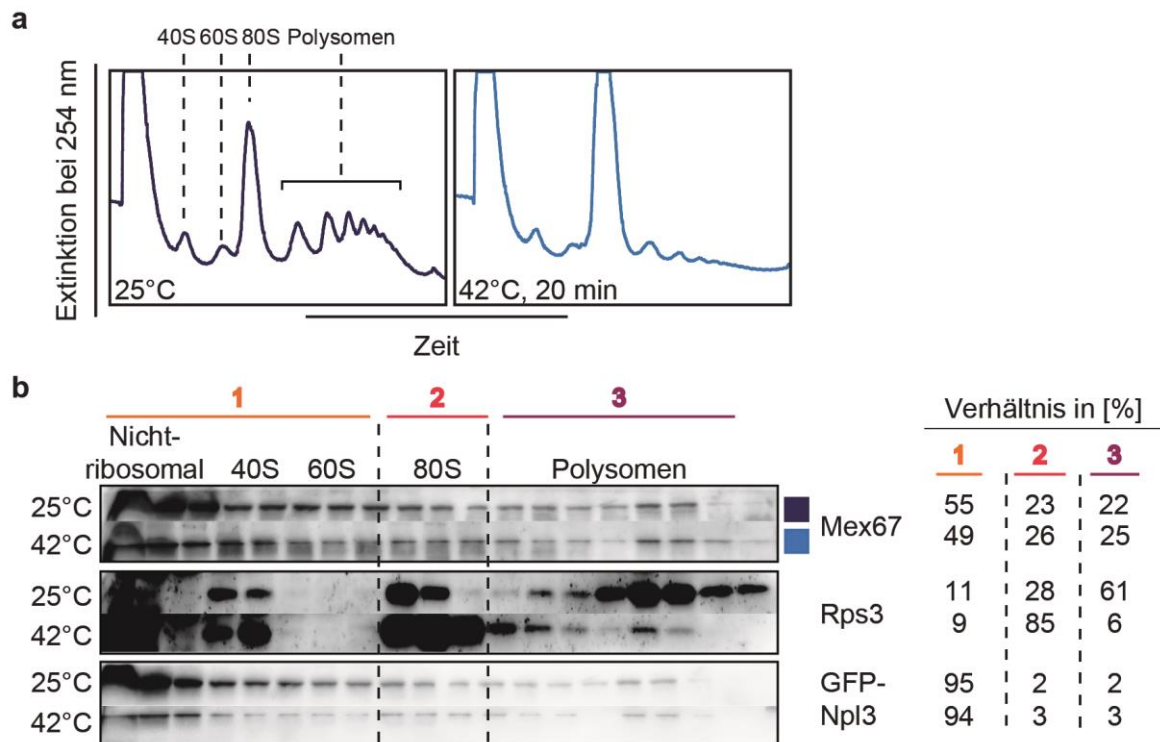 a
40S 60S 80S Polysomen
Extinktion bei 254 nm
25°C
42°C, 20 min
Zeit
b
1 2 3
Verhältnis in [%]
Nicht-
ribosomal 40S 60S 80S Polysomen
1 2 3
25°C
42°C
Mex67
55 23 22
49 26 25
25°C
42°C
Rps3
11 28 61
9 85 6
25°C
42°C
GFP-
Npl3
95 2 2
94 3 3